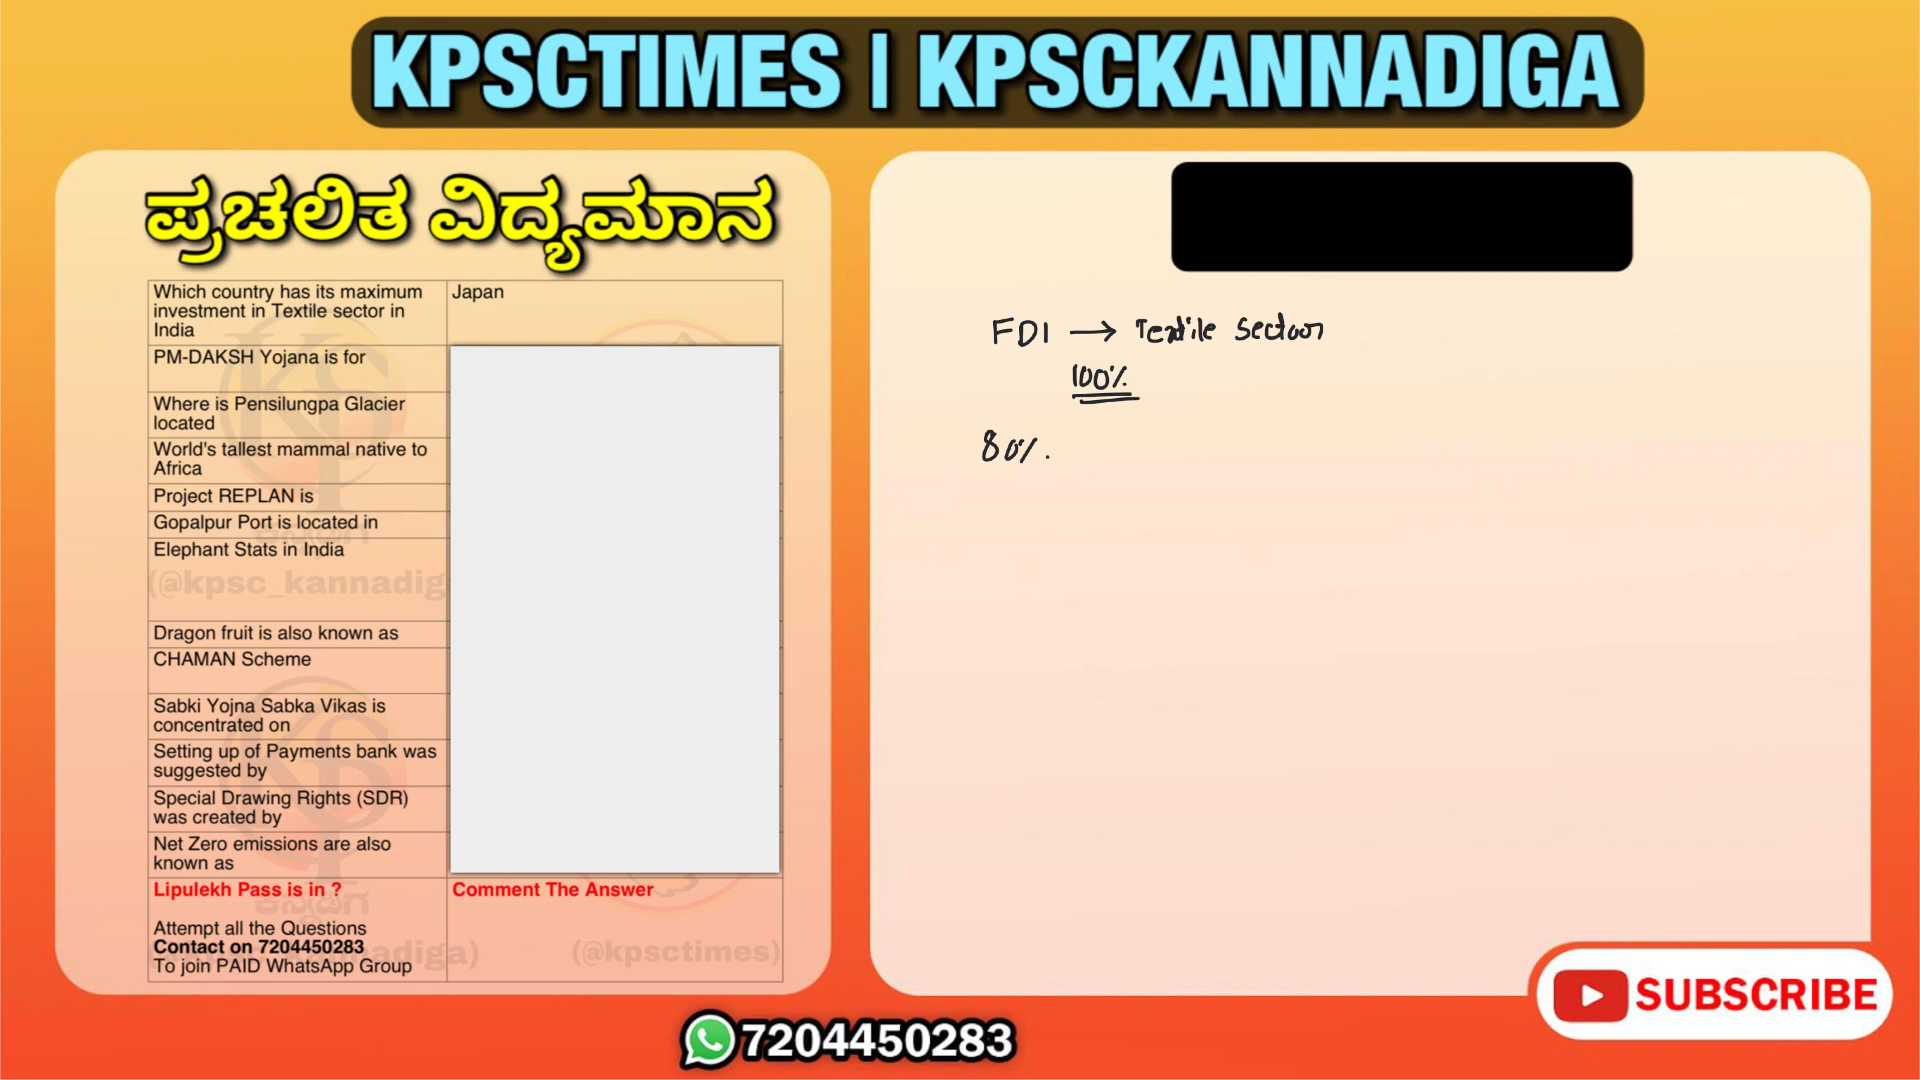 KPSCTIMES | KPSCKANNADIGA
ಪ್ರಚಲಿತ ವಿದ್ಯಮಾನ
Which country has its maximum
investment in Textile sector in
India
Japan
PM-DAKSH Yojana is for
Where is Pensilungpa Glacier
located
World's tallest mammal native to
Africa
Project REPLAN is
Gopalpur Port is located in
Elephant Stats in India
(@kpsc_kannadig
Dragon fruit is also known as
CHAMAN Scheme
Sabki Yojna Sabka Vikas is
concentrated on
Setting up of Payments bank was
suggested by
Special Drawing Rights (SDR)
was created by
Net Zero emissions are also
known as
Lipulekh Pass is in ?
Comment The Answer
ಕನ್ನಡಿಗ
Attempt all the Questions
Contact on 7204450283
To join PAID WhatsApp Group
(@kpsctimes)
FDI → Textile Sectoor
100%
80%.
SUBSCRIBE
7204450283